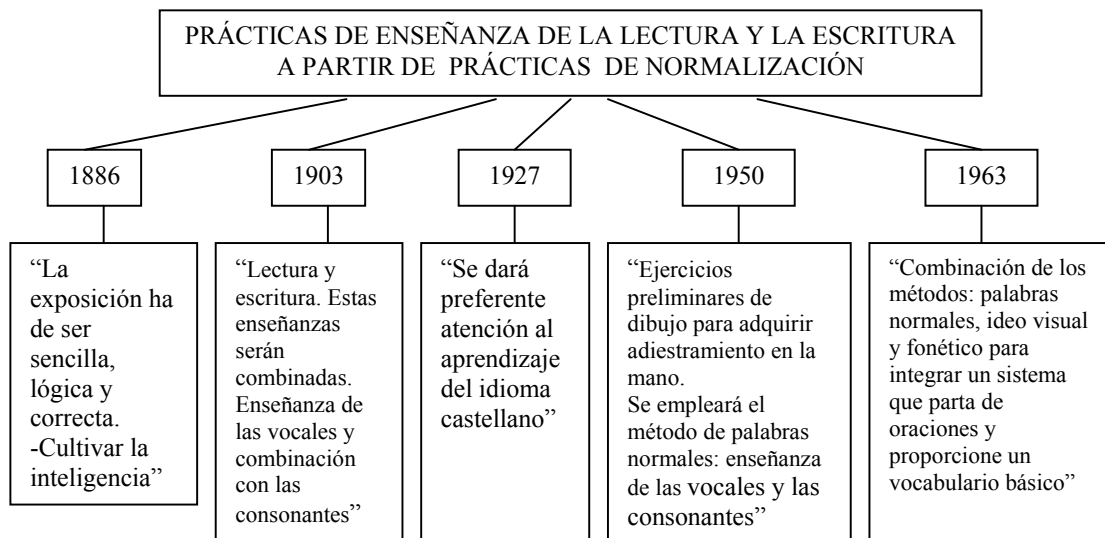 PRÁCTICAS DE ENSEÑANZA DE LA LECTURA Y LA ESCRITURA
A PARTIR DE PRÁCTICAS DE NORMALIZACIÓN
1886
1903
1927
1950
1963
“La
exposición ha
de ser
sencilla,
lógica y
correcta.
-Cultivar la
inteligencia”
“Lectura y
escritura. Estas
enseñanzas
serán
combinadas.
Enseñanza de
las vocales y
combinación
con las
consonantes”
“Se dará
preferente
atención al
aprendizaje
del idioma
castellano”
“Ejercicios
preliminares de
dibujo para adquirir
adiestramiento en la
mano.
Se empleará el
método de palabras
normales: enseñanza
de las vocales y las
consonantes”
“Combinación de los
métodos: palabras
normales, ideo visual
y fonético para
integrar un sistema
que parta de
oraciones y
proporcione un
vocabulario básico”